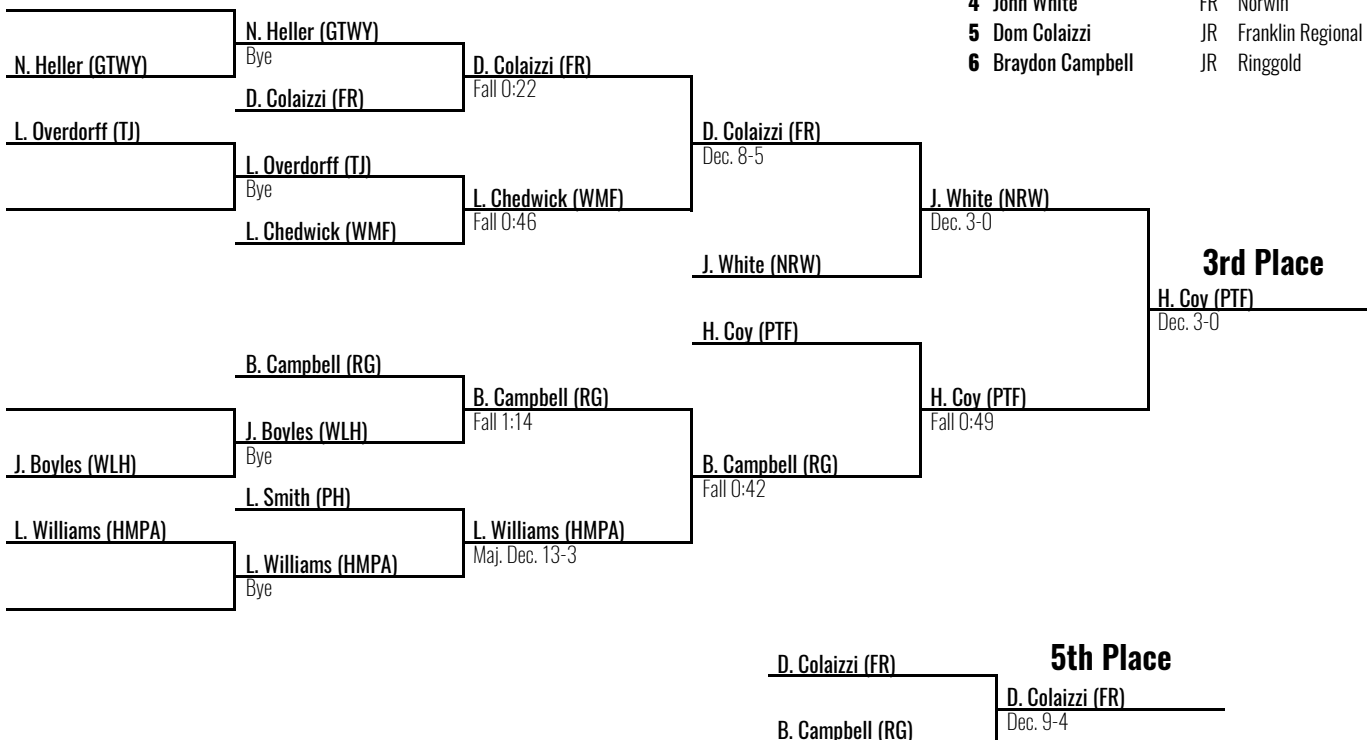 4 John White FR Norwin
5 Dom Colaizzi JR Franklin Regional
6 Braydon Campbell JR Ringgold
N. Heller (GTWY)
L. Overdorff (TJ)
J. Boyles (WLH)
L. Williams (HMPA)
N. Heller (GTWY)
Bye
D. Colaizzi (FR)
L. Overdorff (TJ)
Bye
L. Chedwick (WMF)
B. Campbell (RG)
J. Boyles (WLH)
Bye
L. Smith (PH)
L. Williams (HMPA)
Bye
D. Colaizzi (FR)
Fall 0:22
L. Chedwick (WMF)
Fall 0:46
B. Campbell (RG)
Fall 1:14
L. Williams (HMPA)
Maj. Dec. 13-3
D. Colaizzi (FR)
Dec. 8-5
J. White (NRW)
H. Coy (PTF)
B. Campbell (RG)
Fall 0:42
J. White (NRW)
Dec. 3-0
H. Coy (PTF)
Fall 0:49
3rd Place
H. Coy (PTF)
Dec. 3-0
5th Place
D. Colaizzi (FR)
B. Campbell (RG)
D. Colaizzi (FR)
Dec. 9-4